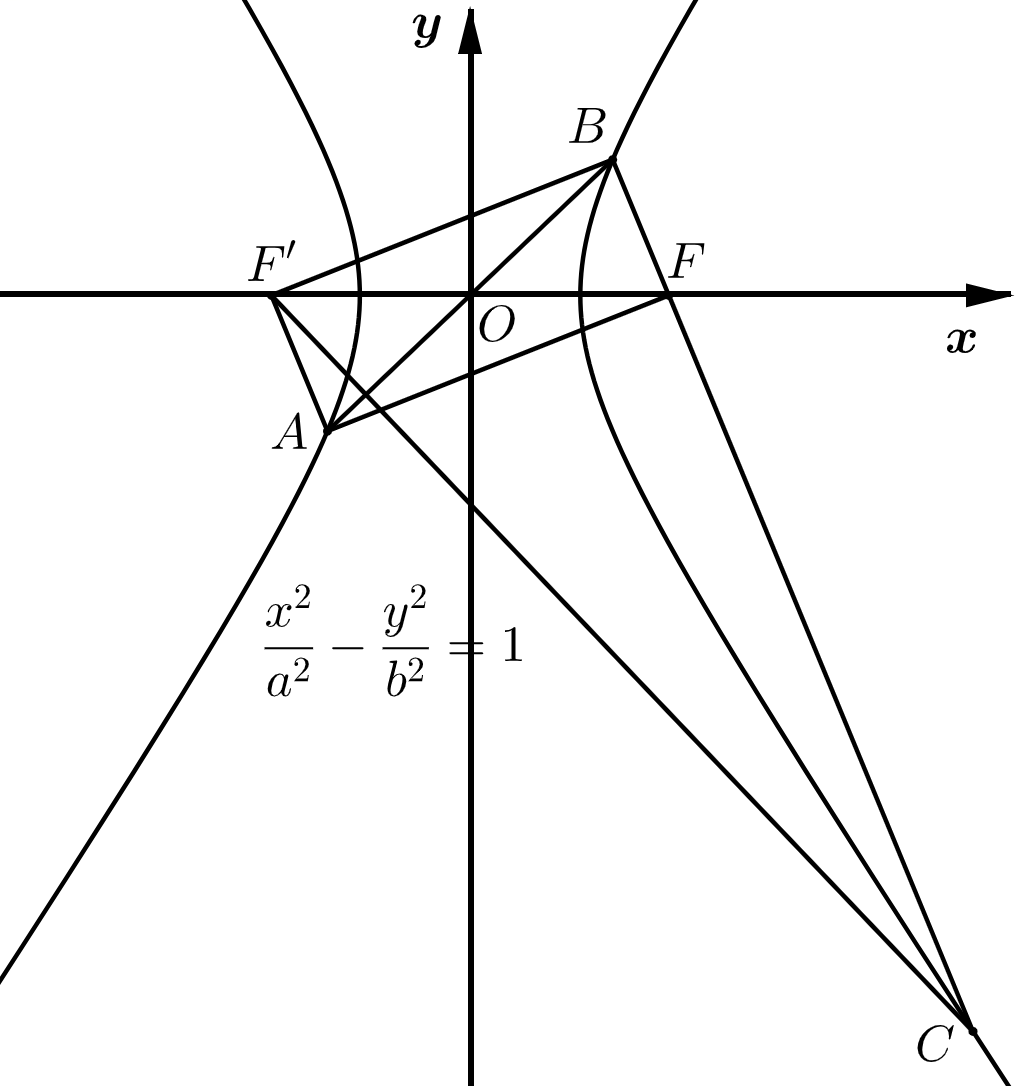 y
B
F′
F
O
x
A
x²/a² − y²/b² = 1
C